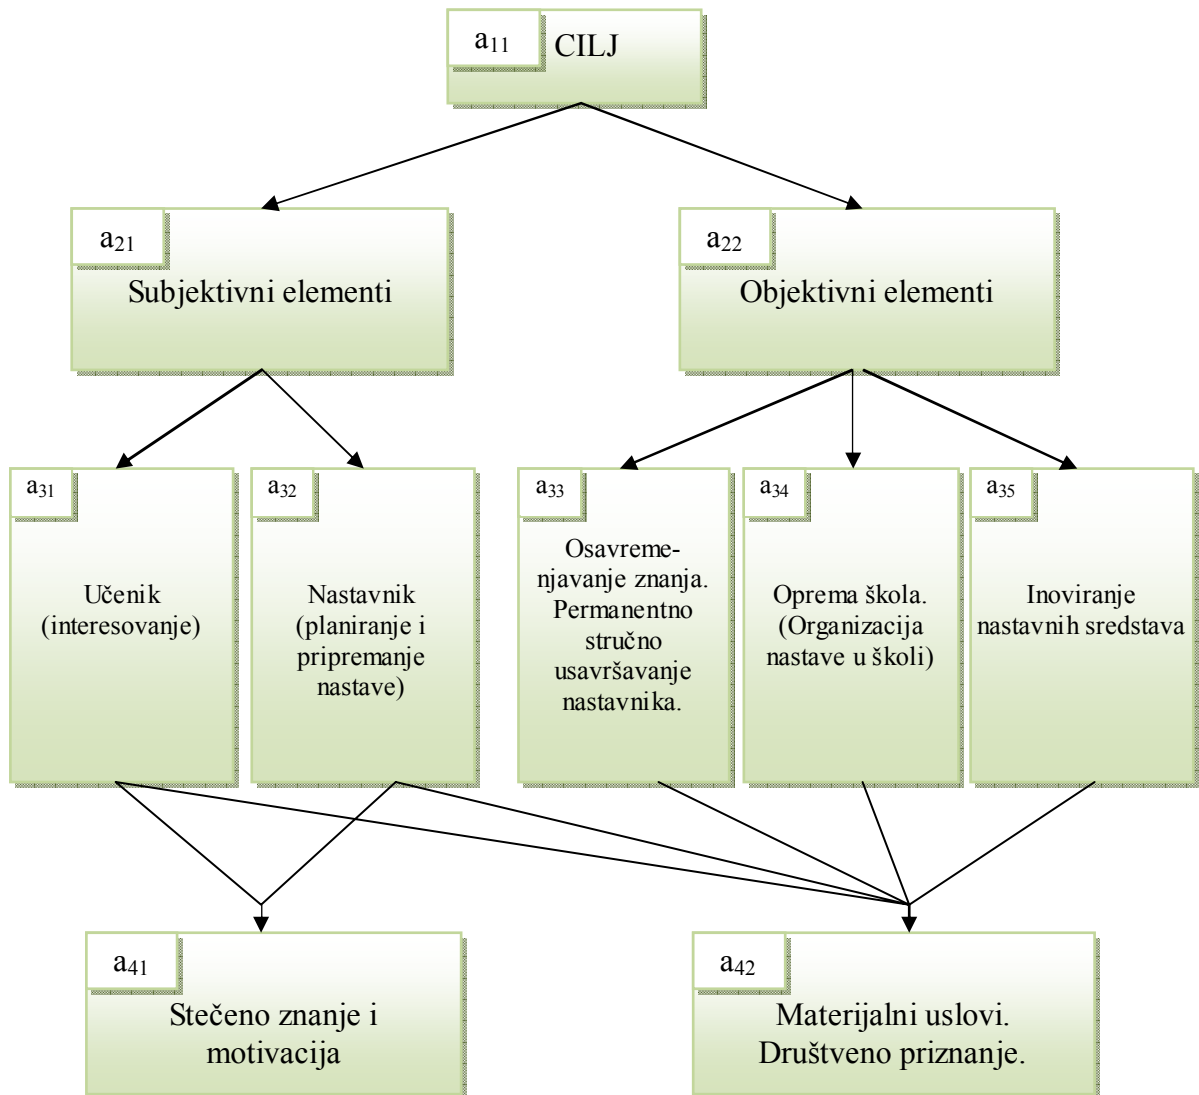 a11 CILJ
a21
Subjektivni elementi
a22
Objektivni elementi
a31
Učenik
(interesovanje)
a32
Nastavnik
(planiranje i
pripremanje
nastave)
a33
Osavreme-
njavanje znanja.
Permanentno
stručno
usavršavanje
nastavnika.
a34
Oprema škola.
(Organizacija
nastave u školi)
a35
Inoviranje
nastavnih sredstava
a41
Stečeno znanje i
motivacija
a42
Materijalni uslovi.
Društveno priznanje.